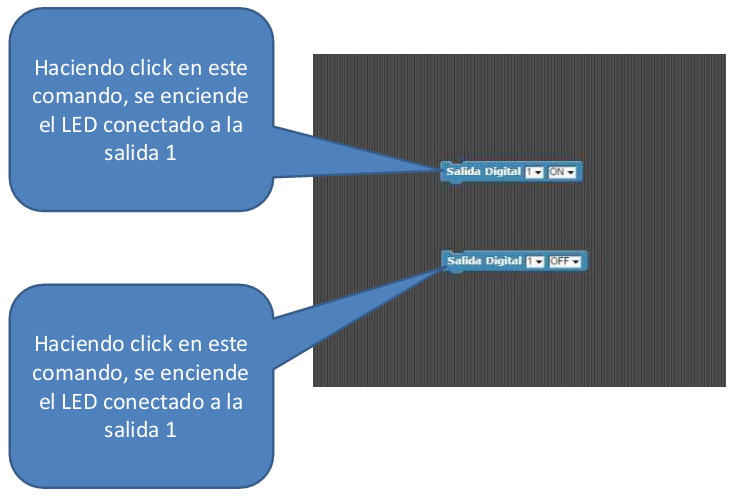 Haciendo click en este
comando, se enciende
el LED conectado a la
salida 1
Salida Digital 1 ON
Salida Digital 1 OFF
Haciendo click en este
comando, se enciende
el LED conectado a la
salida 1